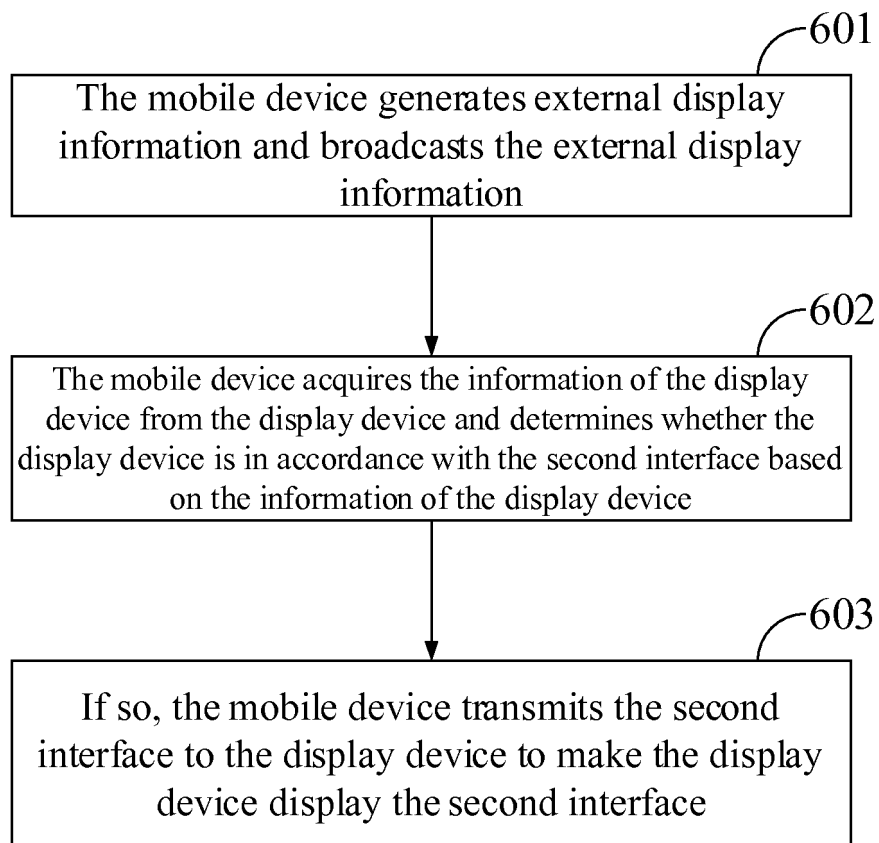 601
The mobile device generates external display
information and broadcasts the external display
information
602
The mobile device acquires the information of the display
device from the display device and determines whether the
display device is in accordance with the second interface based
on the information of the display device
603
If so, the mobile device transmits the second
interface to the display device to make the display
device display the second interface